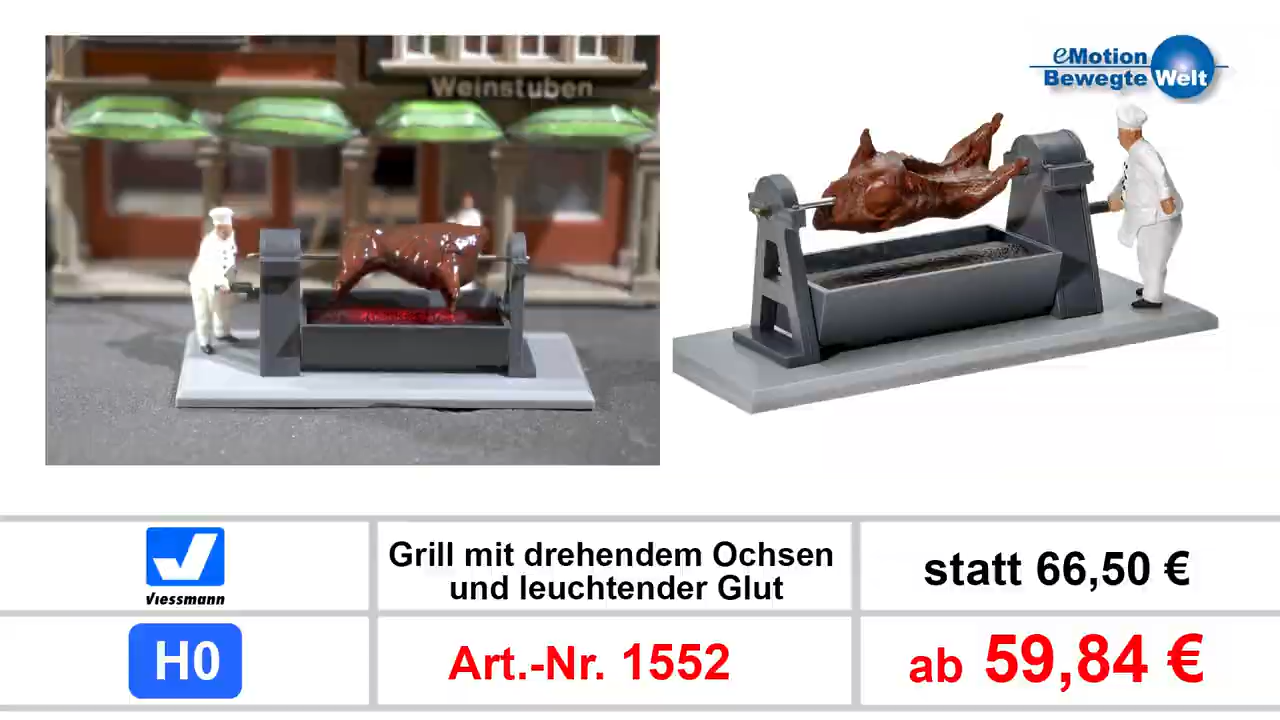 eMotion
Bewegte Welt
Weinstuben
viessmann
Grill mit drehendem Ochsen
und leuchtender Glut
statt 66,50 €
H0
Art.-Nr. 1552
ab 59,84 €